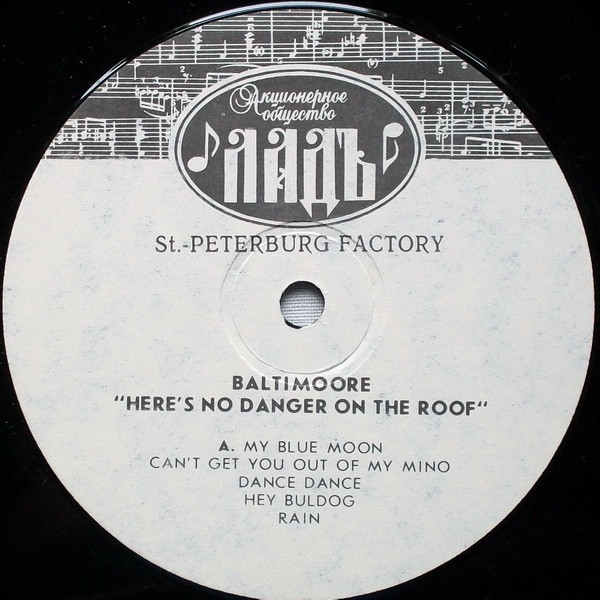 Акционерное
общество
ЛАДЪ
St.-PETERBURG FACTORY
BALTIMOORE
“HERE'S NO DANGER ON THE ROOF“
A. MY BLUE MOON
CAN'T GET YOU OUT OF MY MINO
DANCE DANCE
HEY BULDOG
RAIN